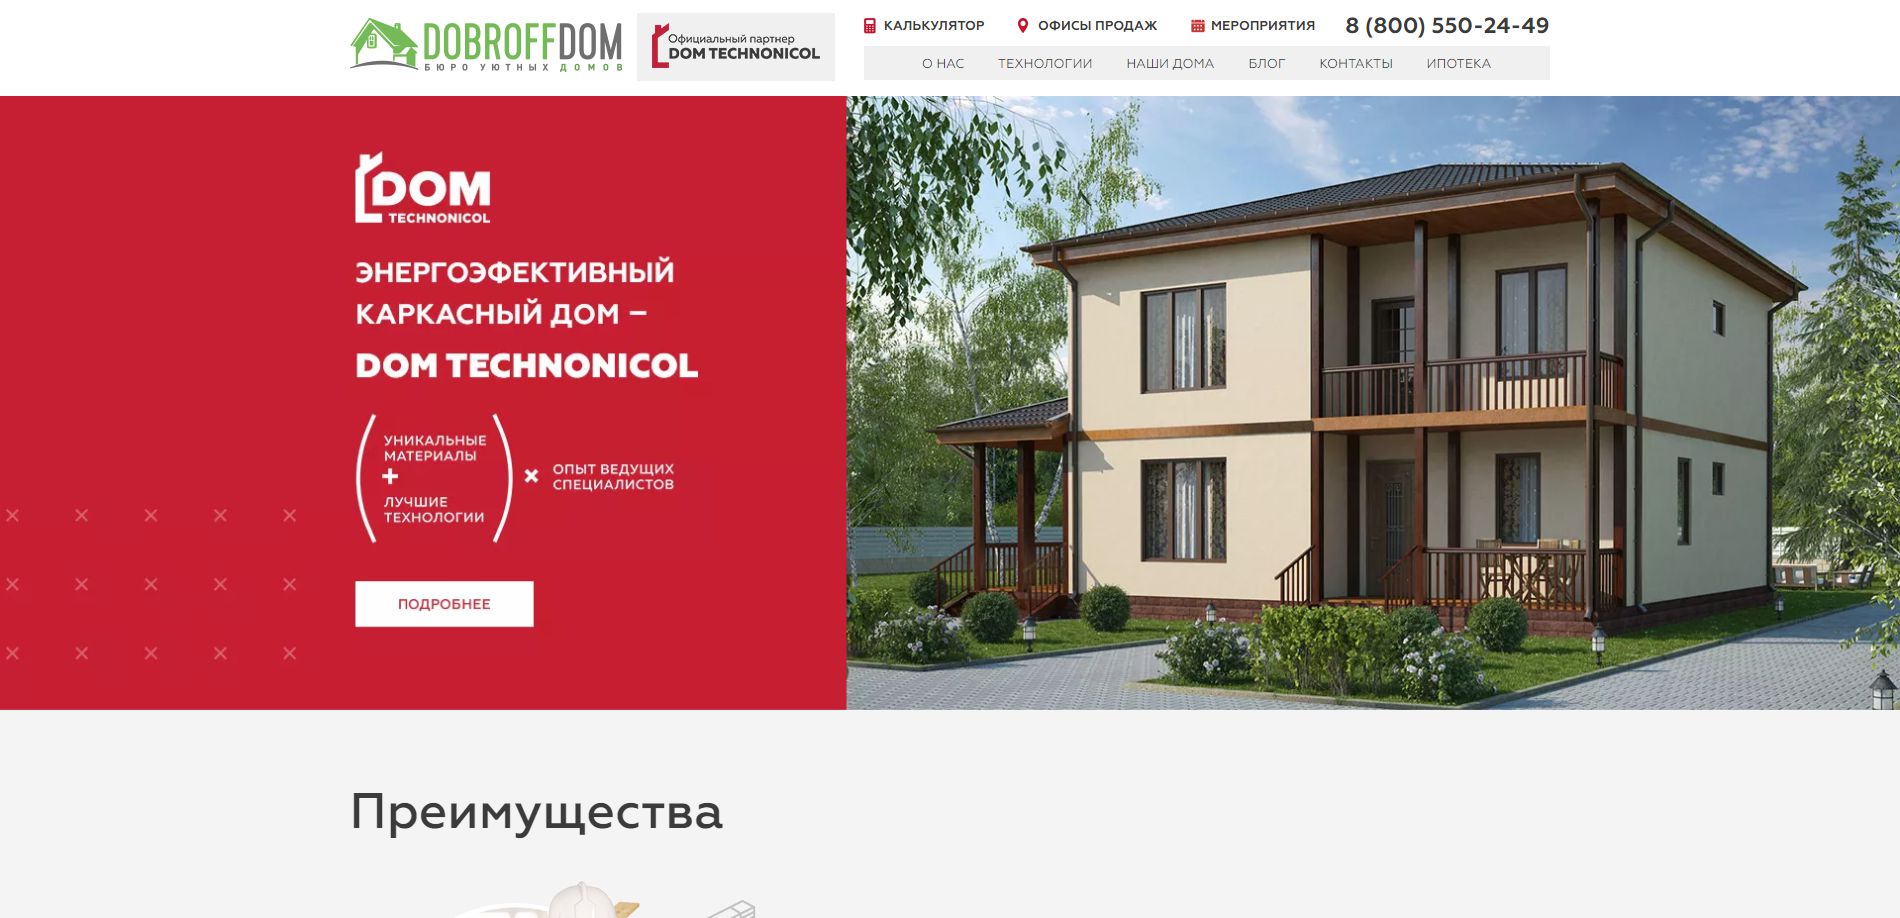 DOBROFFDOM
БЮРО УЮТНЫХ ДОМОВ
Официальный партнер
DOM TECHNONICOL
КАЛЬКУЛЯТОР
ОФИСЫ ПРОДАЖ
МЕРОПРИЯТИЯ
8 (800) 550-24-49
О НАС
ТЕХНОЛОГИИ
НАШИ ДОМА
БЛОГ
КОНТАКТЫ
ИПОТЕКА
DOM
TECHNONICOL
ЭНЕРГОЭФЕКТИВНЫЙ
КАРКАСНЫЙ ДОМ –
DOM TECHNONICOL
УНИКАЛЬНЫЕ
МАТЕРИАЛЫ
+
ЛУЧШИЕ
ТЕХНОЛОГИИ
×
ОПЫТ ВЕДУЩИХ
СПЕЦИАЛИСТОВ
ПОДРОБНЕЕ
Преимущества